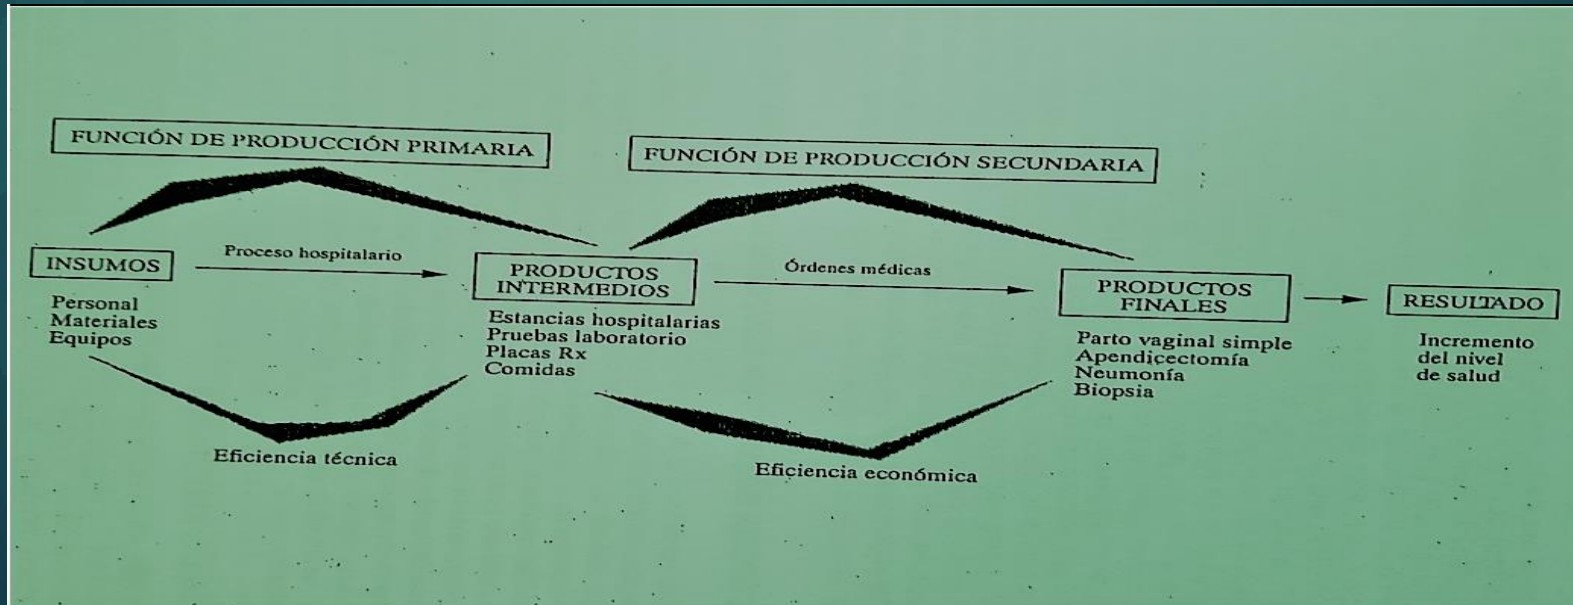 FUNCIÓN DE PRODUCCIÓN PRIMARIA
FUNCIÓN DE PRODUCCIÓN SECUNDARIA
INSUMOS
Personal
Materiales
Equipos
Proceso hospitalario
PRODUCTOS
INTERMEDIOS
Estancias hospitalarias
Pruebas laboratorio
Placas Rx
Comidas
Órdenes médicas
PRODUCTOS
FINALES
Parto vaginal simple
Apendicectomía
Neumonía
Biopsia
RESULTADO
Incremento
del nivel
de salud
Eficiencia técnica
Eficiencia económica